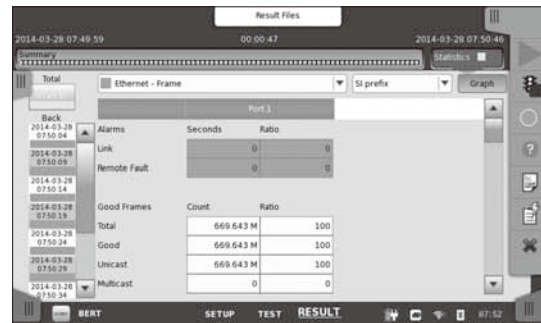 Result Files
2014-03-28 07:49:59 00:00:47 2014-03-28 07:50:46
Summary
Statistics
Total Ethernet - Frame SI prefix Graph
Port 1
Back
2014-03-28 07:50:04
2014-03-28 07:50:09
2014-03-28 07:50:14
2014-03-28 07:50:19
2014-03-28 07:50:24
2014-03-28 07:50:29
2014-03-28 07:50:34
Alarms Seconds Ratio
Link 0 0
Remote Fault 0 0
Good Frames Count Ratio
Total 669.643 M 100
Good 669.643 M 100
Unicast 669.643 M 100
Multicast 0 0
BERT SETUP TEST RESULT 07:52